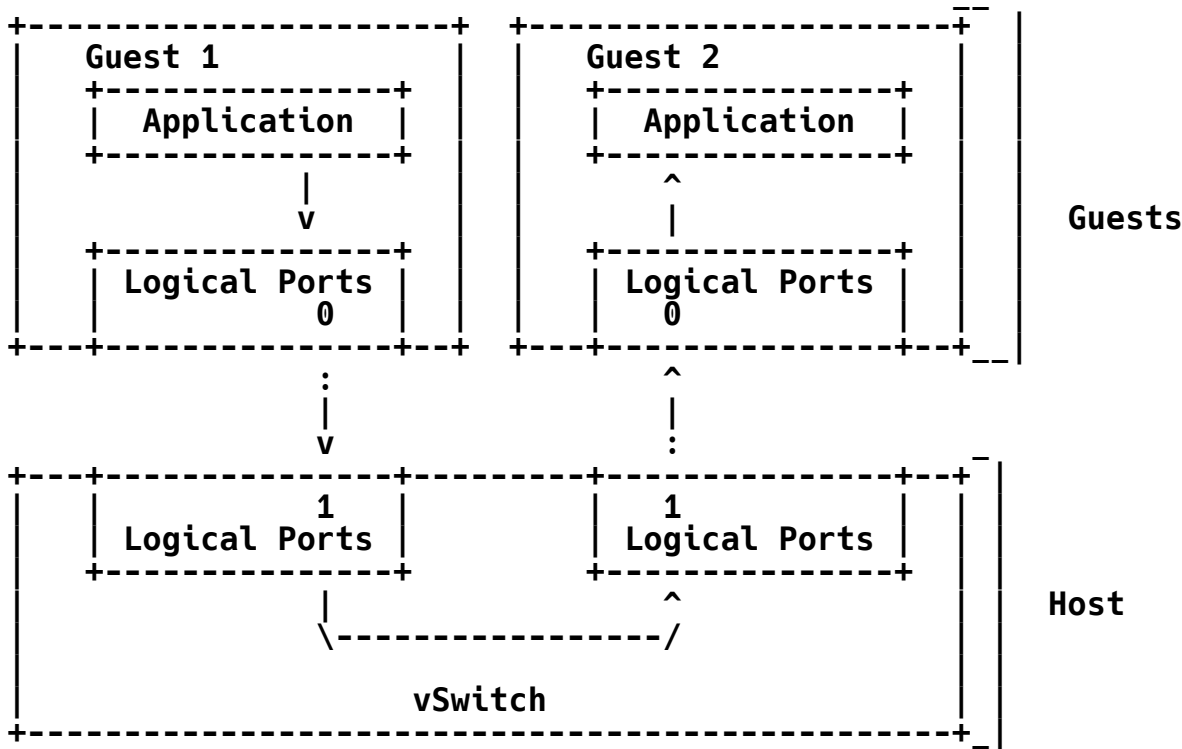 Guest 1 Guest 2
Application Application
Guests
Logical Ports Logical Ports
0 0
1 1
Logical Ports Logical Ports
Host
vSwitch